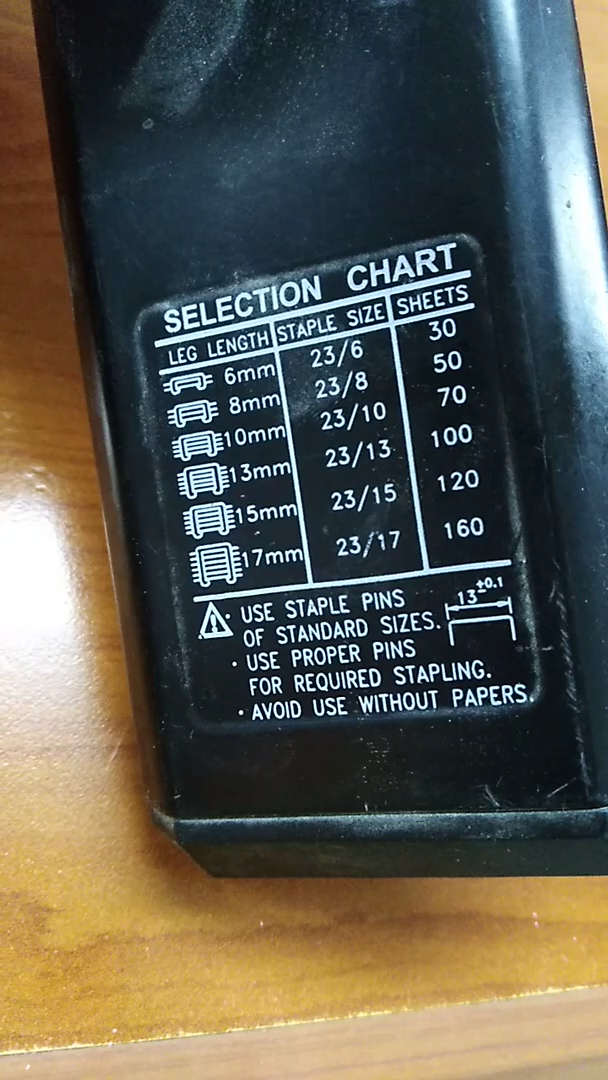 SELECTION CHART
LEG LENGTH STAPLE SIZE SHEETS
6mm 23/6 30
8mm 23/8 50
10mm 23/10 70
13mm 23/13 100
15mm 23/15 120
17mm 23/17 160
USE STAPLE PINS
OF STANDARD SIZES.
13±0.1
· USE PROPER PINS
FOR REQUIRED STAPLING.
· AVOID USE WITHOUT PAPERS.